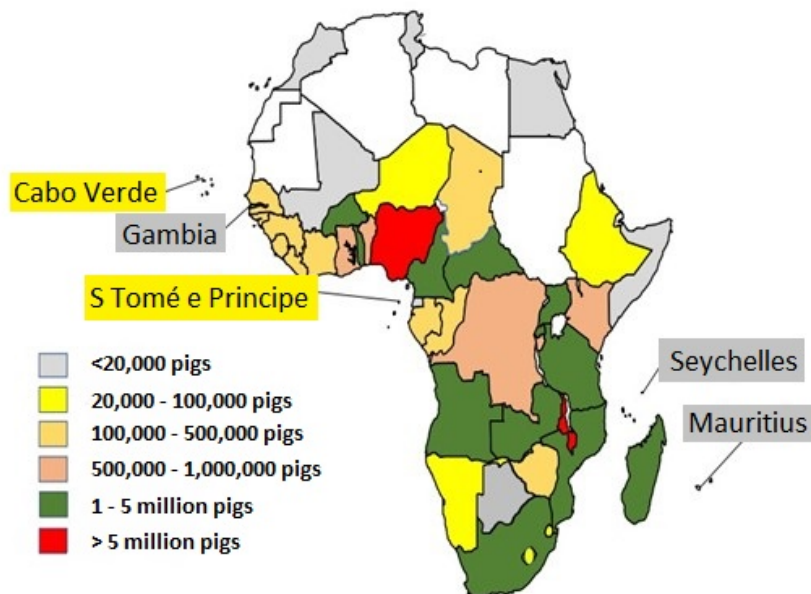 Cabo Verde
Gambia
S Tomé e Principe
Seychelles
Mauritius
<20,000 pigs
20,000 - 100,000 pigs
100,000 - 500,000 pigs
500,000 - 1,000,000 pigs
1 - 5 million pigs
> 5 million pigs